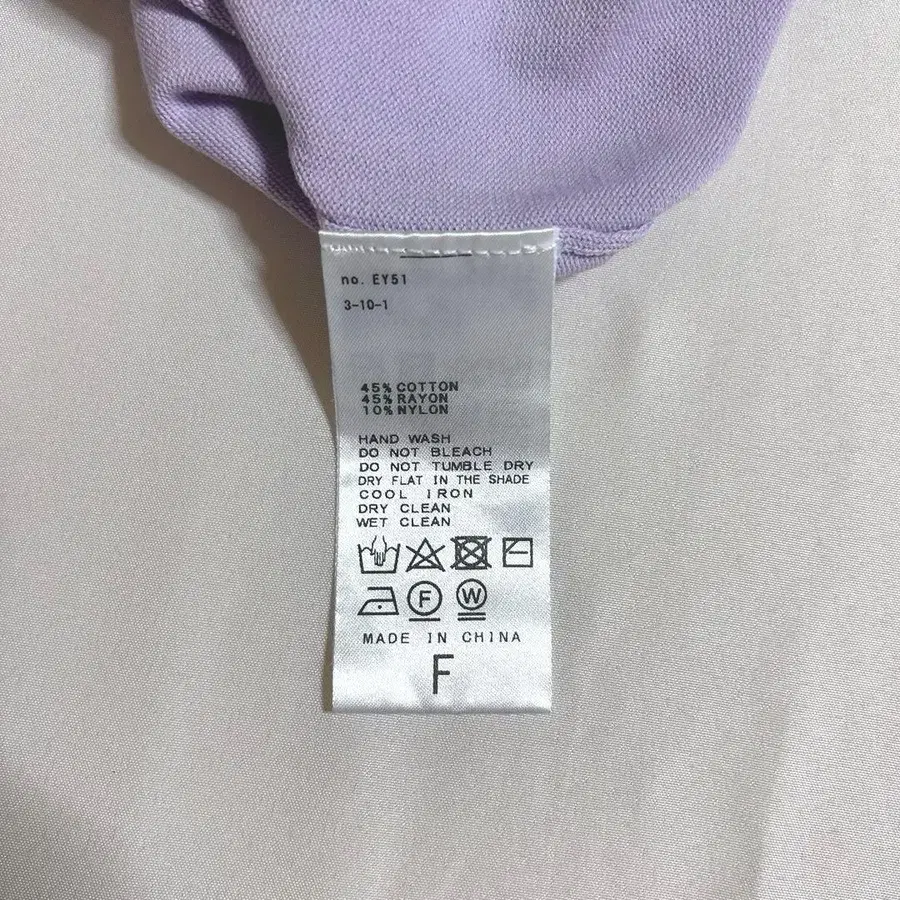 no. EY51
3-10-1
45% COTTON
45% RAYON
10% NYLON
HAND WASH
DO NOT BLEACH
DO NOT TUMBLE DRY
DRY FLAT IN THE SHADE
COOL IRON
DRY CLEAN
WET CLEAN
F W
MADE IN CHINA
F